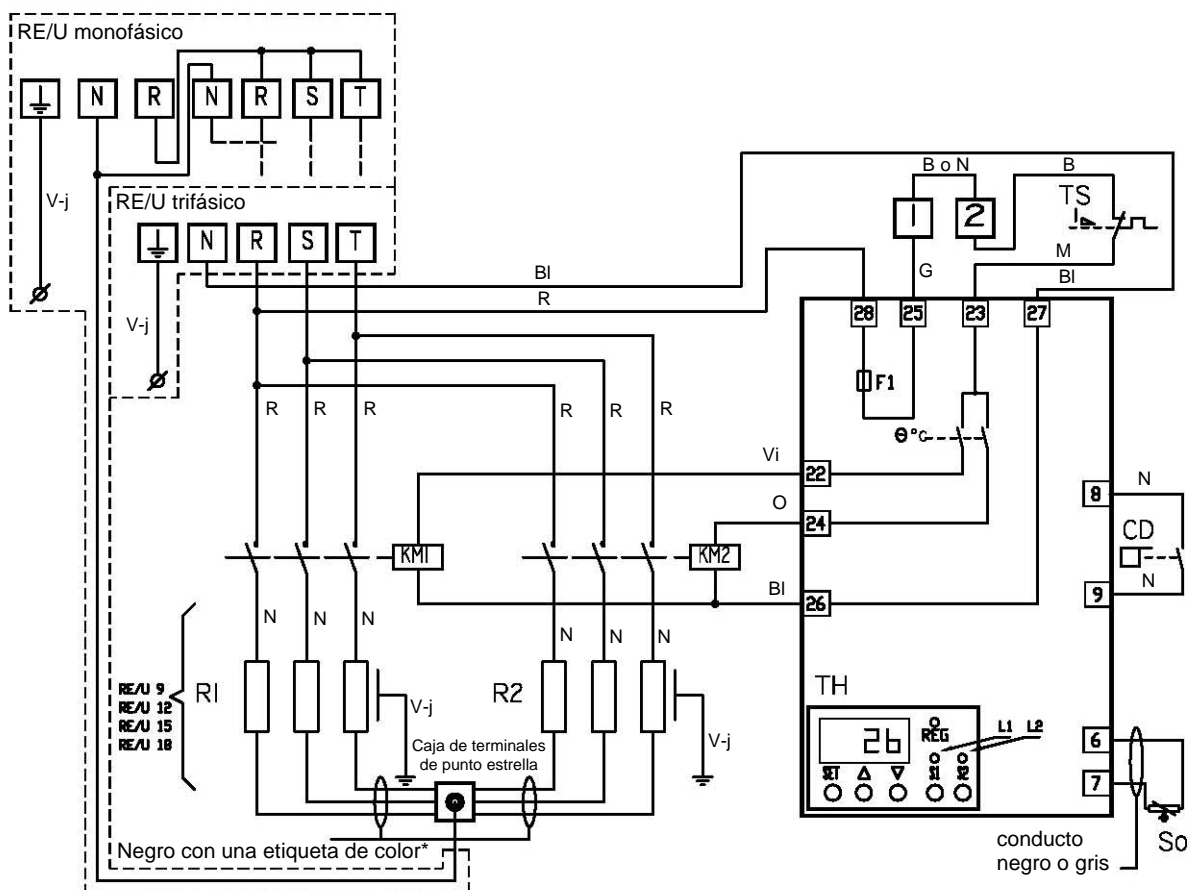 RE/U monofásico
N R N R S T
V-j
RE/U trifásico
N R S T
V-j
Bl
R
B o N
B
1
2
TS
M
G
Bl
28 25 23 27
F1
θ°C
R R R
R R R
Vi
22
O
24
Bl
26
KM1
KM2
8
N
CD
N
9
N N N
N N N
RE/U 9
RE/U 12
RE/U 15
RE/U 18
R1
R2
V-j
V-j
Caja de terminales
de punto estrella
TH
26
REG
L1 L2
SET
S1 S2
6
7
So
conducto
negro o gris
Negro con una etiqueta de color*